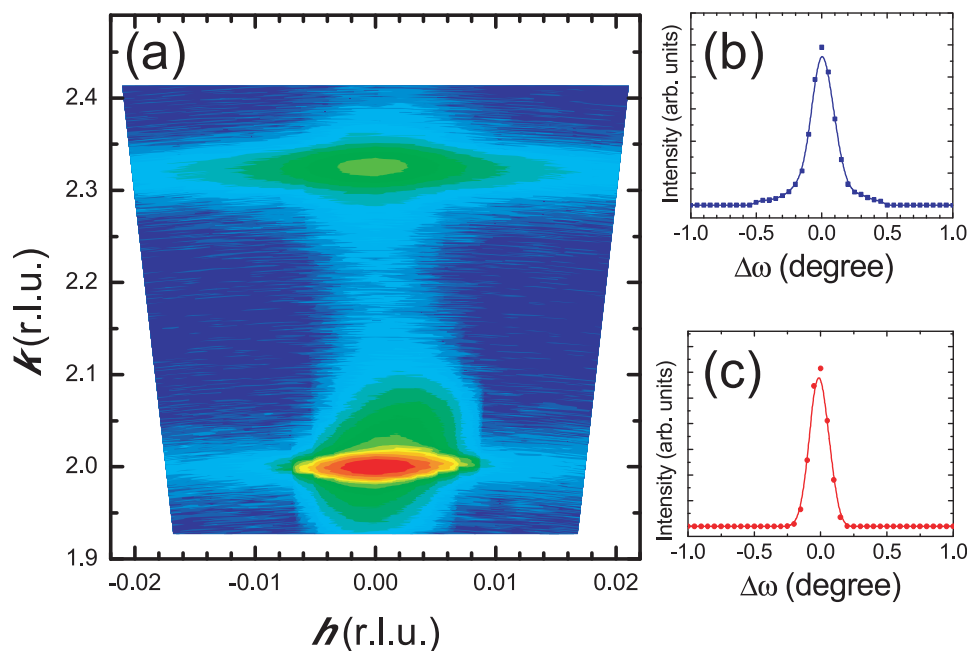 (a)
2.4
2.3
2.2
2.1
2.0
1.9
k (r.l.u.)
-0.02
-0.01
0.00
0.01
0.02
h (r.l.u.)
(b)
Intensity (arb. units)
-1.0
-0.5
0.0
0.5
1.0
Δω (degree)
(c)
Intensity (arb. units)
-1.0
-0.5
0.0
0.5
1.0
Δω (degree)